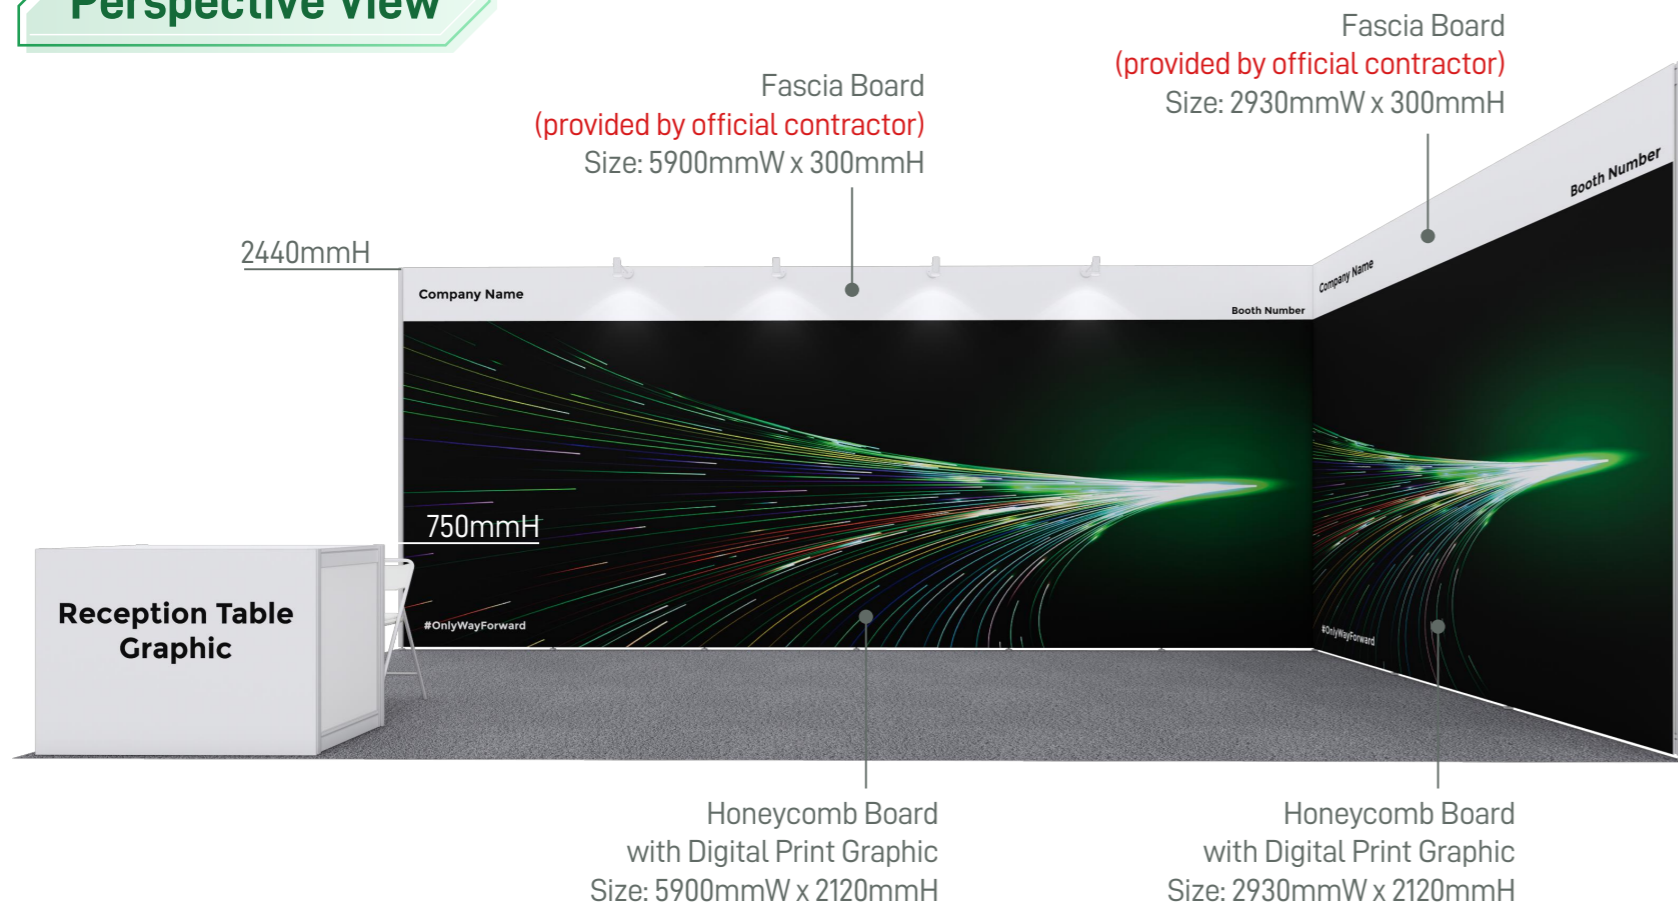 Perspective View
Fascia Board
(provided by official contractor)
Size: 2930mmW x 300mmH
Fascia Board
(provided by official contractor)
Size: 5900mmW x 300mmH
2440mmH
Company Name
Booth Number
Company Name
Booth Number
750mmH
Reception Table
Graphic
#OnlyWayForward
#OnlyWayForward
Honeycomb Board
with Digital Print Graphic
Size: 5900mmW x 2120mmH
Honeycomb Board
with Digital Print Graphic
Size: 2930mmW x 2120mmH